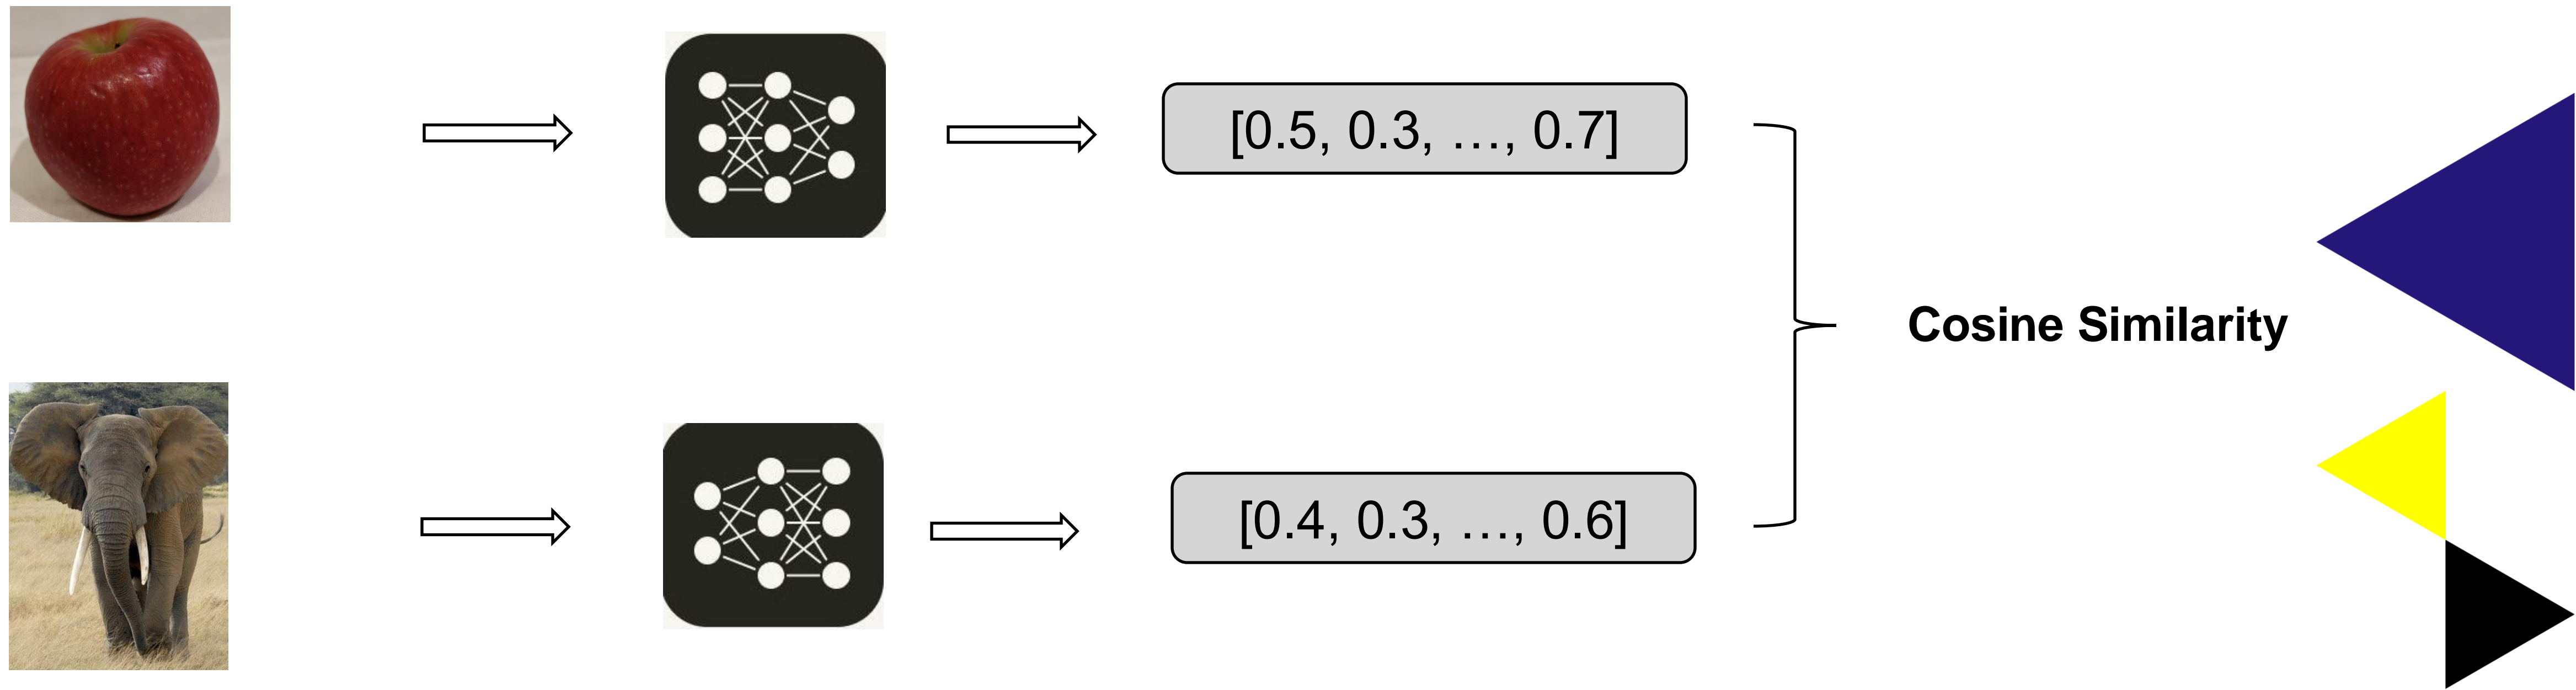 [0.5, 0.3, …, 0.7]
Cosine Similarity
[0.4, 0.3, …, 0.6]